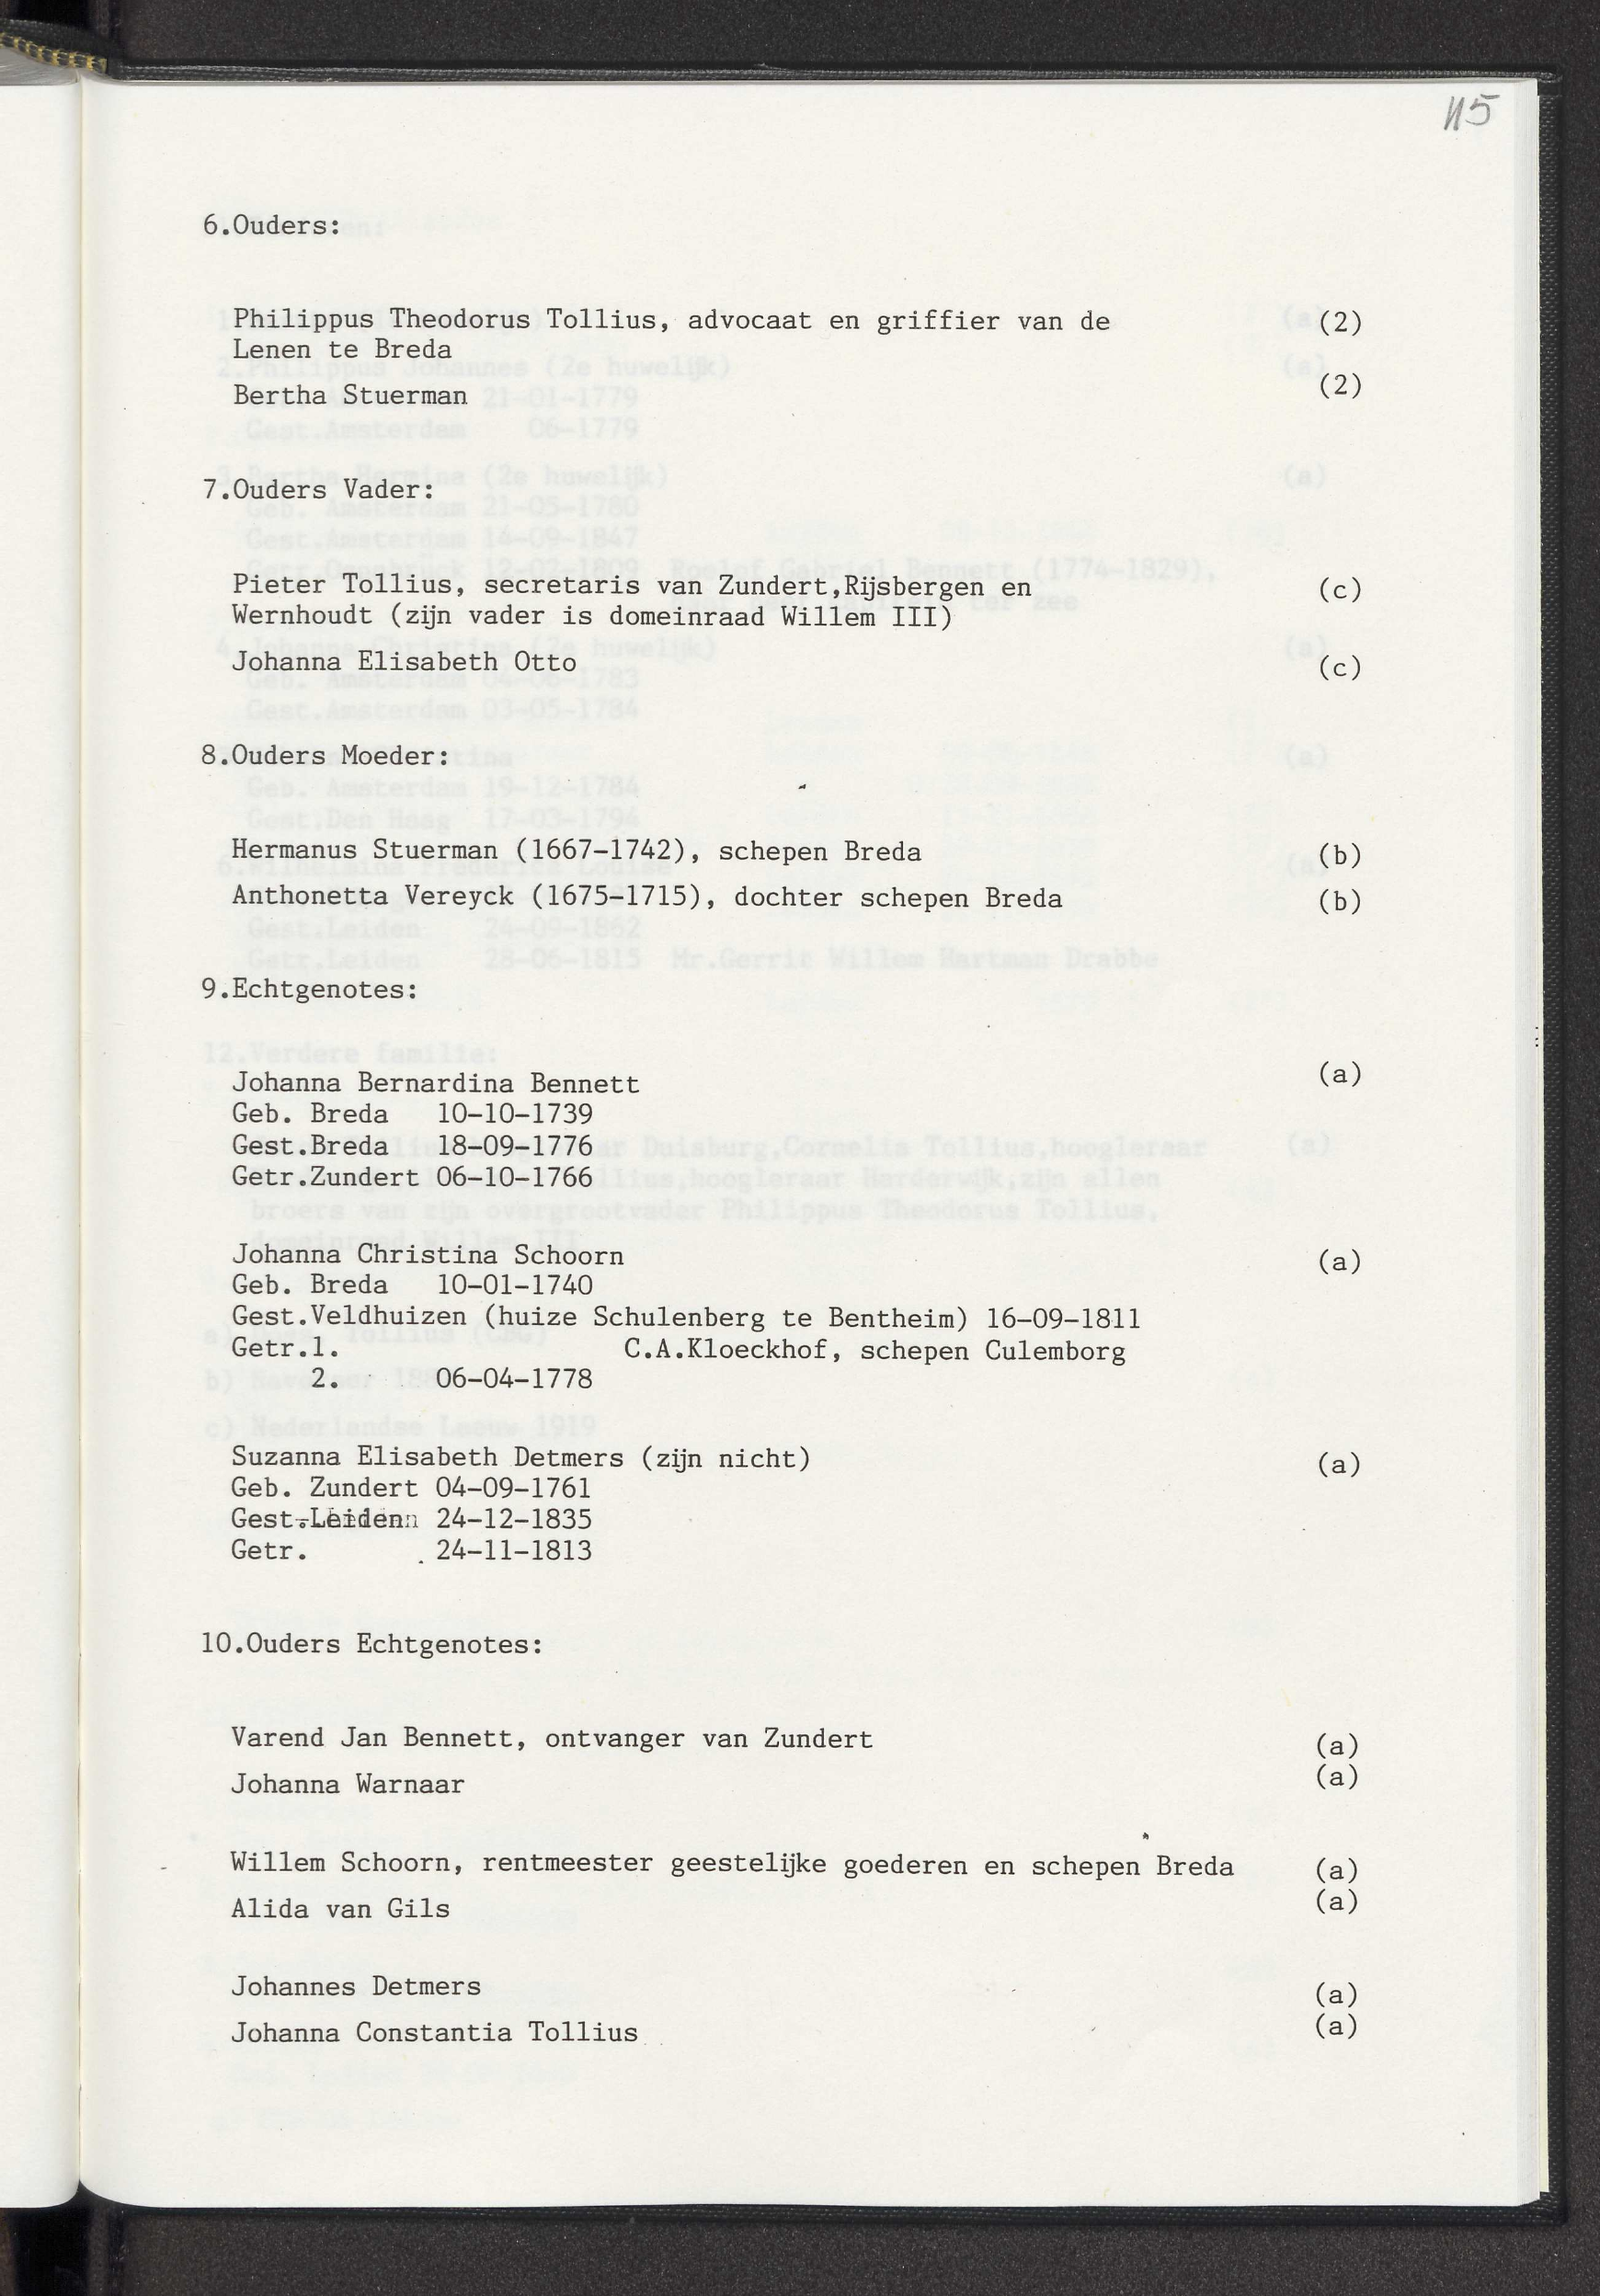 115
6.Ouders:
Philippus Theodorus Tollius, advocaat en griffier van de (2)
Lenen te Breda
Bertha Stuerman (2)
7.Ouders Vader:
Pieter Tollius, secretaris van Zundert,Rijsbergen en (c)
Wernhoudt (zijn vader is domeinraad Willem III)
Johanna Elisabeth Otto (c)
8.Ouders Moeder:
Hermanus Stuerman (1667-1742), schepen Breda (b)
Anthonetta Vereyck (1675-1715), dochter schepen Breda (b)
9.Echtgenotes:
Johanna Bernardina Bennett (a)
Geb. Breda 10-10-1739
Gest.Breda 18-09-1776
Getr.Zundert 06-10-1766
Johanna Christina Schoorn (a)
Geb. Breda 10-01-1740
Gest.Veldhuizen (huize Schulenberg te Bentheim) 16-09-1811
Getr.1. C.A.Kloeckhof, schepen Culemborg
2. 06-04-1778
Suzanna Elisabeth Detmers (zijn nicht) (a)
Geb. Zundert 04-09-1761
Gest.Leiden 24-12-1835
Getr. 24-11-1813
10.Ouders Echtgenotes:
Varend Jan Bennett, ontvanger van Zundert (a)
Johanna Warnaar (a)
Willem Schoorn, rentmeester geestelijke goederen en schepen Breda (a)
Alida van Gils (a)
Johannes Detmers (a)
Johanna Constantia Tollius (a)